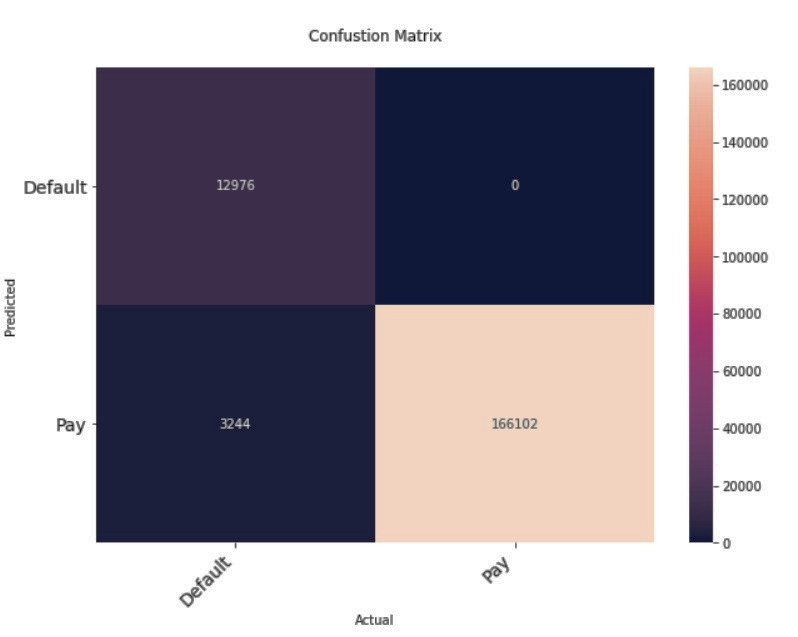 Confustion Matrix
160000
140000
120000
100000
80000
60000
40000
20000
0
Predicted
Default
12976
0
Pay
3244
166102
Default
Pay
Actual